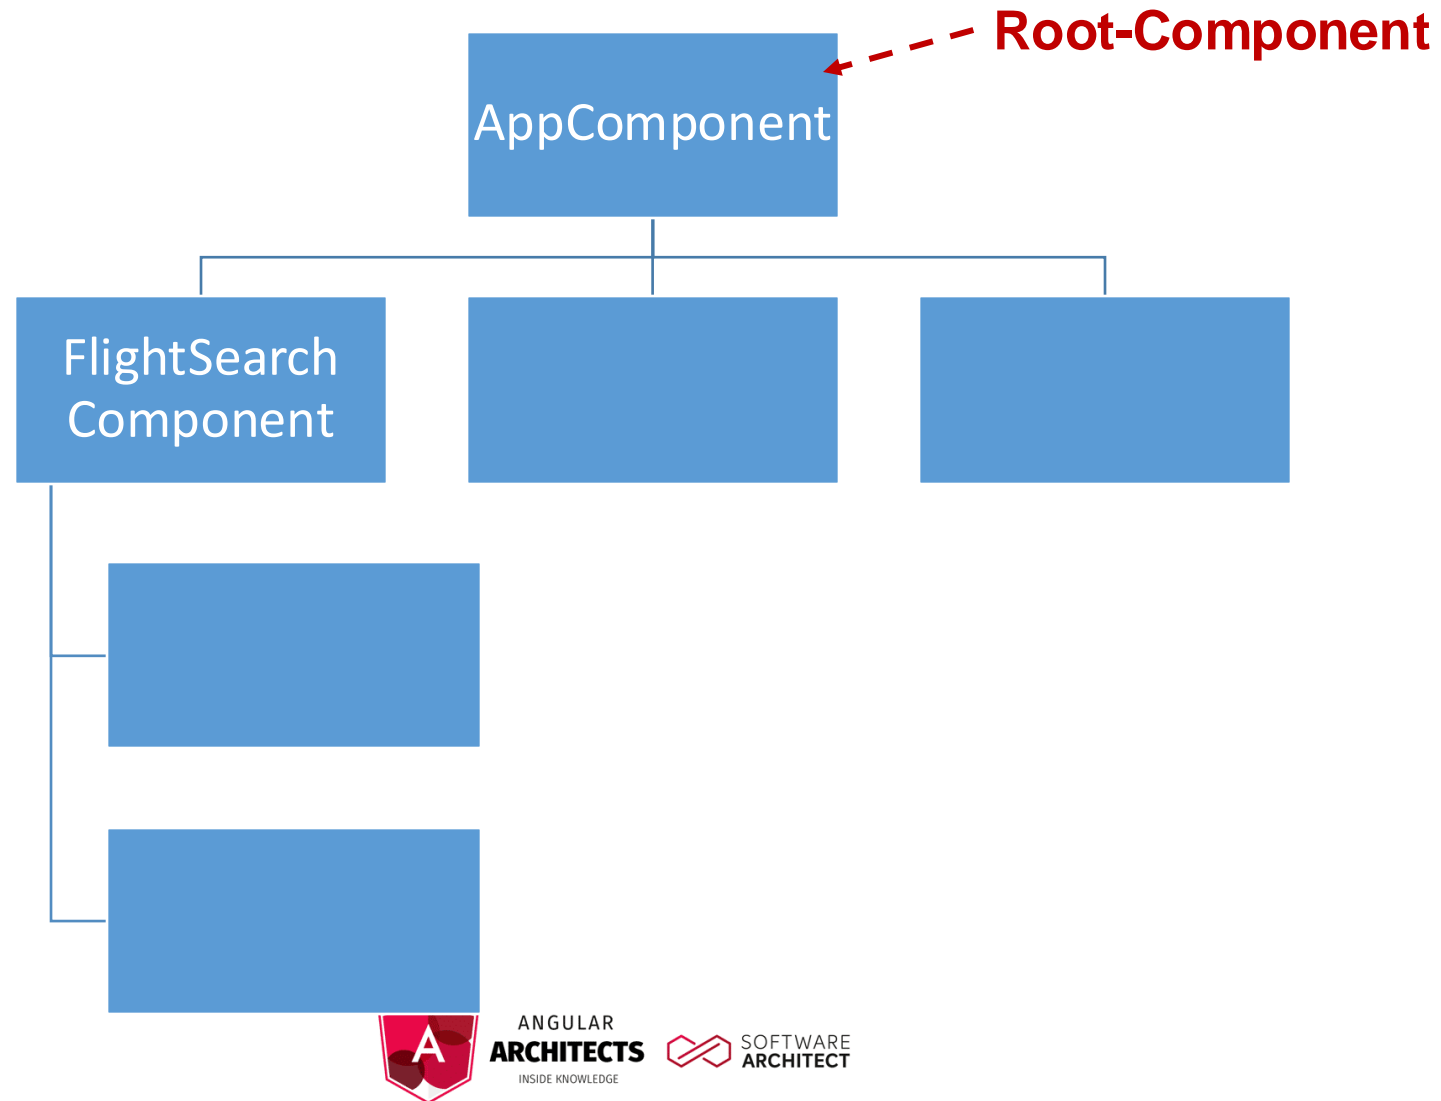 Root-Component
AppComponent
FlightSearch
Component
A
ANGULAR
ARCHITECTS
INSIDE KNOWLEDGE
SOFTWARE
ARCHITECT